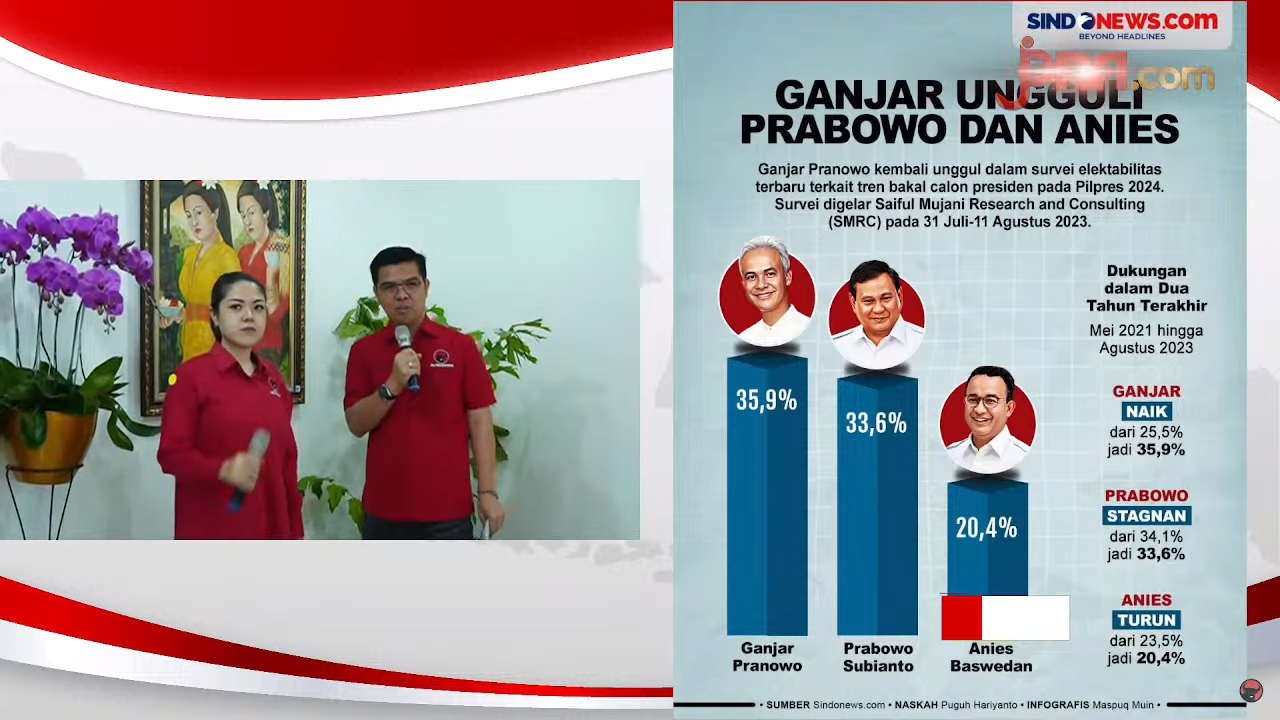 SINDONEWS.COM
BEYOND HEADLINES
jpnn.com
GANJAR UNGGULI
PRABOWO DAN ANIES
Ganjar Pranowo kembali unggul dalam survei elektabilitas
terbaru terkait tren bakal calon presiden pada Pilpres 2024.
Survei digelar Saiful Mujani Research and Consulting
(SMRC) pada 31 Juli-11 Agustus 2023.
35,9%
33,6%
20,4%
Ganjar
Pranowo
Prabowo
Subianto
Anies
Baswedan
Dukungan
dalam Dua
Tahun Terakhir
Mei 2021 hingga
Agustus 2023
GANJAR
NAIK
dari 25,5%
jadi 35,9%
PRABOWO
STAGNAN
dari 34,1%
jadi 33,6%
ANIES
TURUN
dari 23,5%
jadi 20,4%
• SUMBER Sindonews.com • NASKAH Puguh Hariyanto • INFOGRAFIS Maspuq Muin •